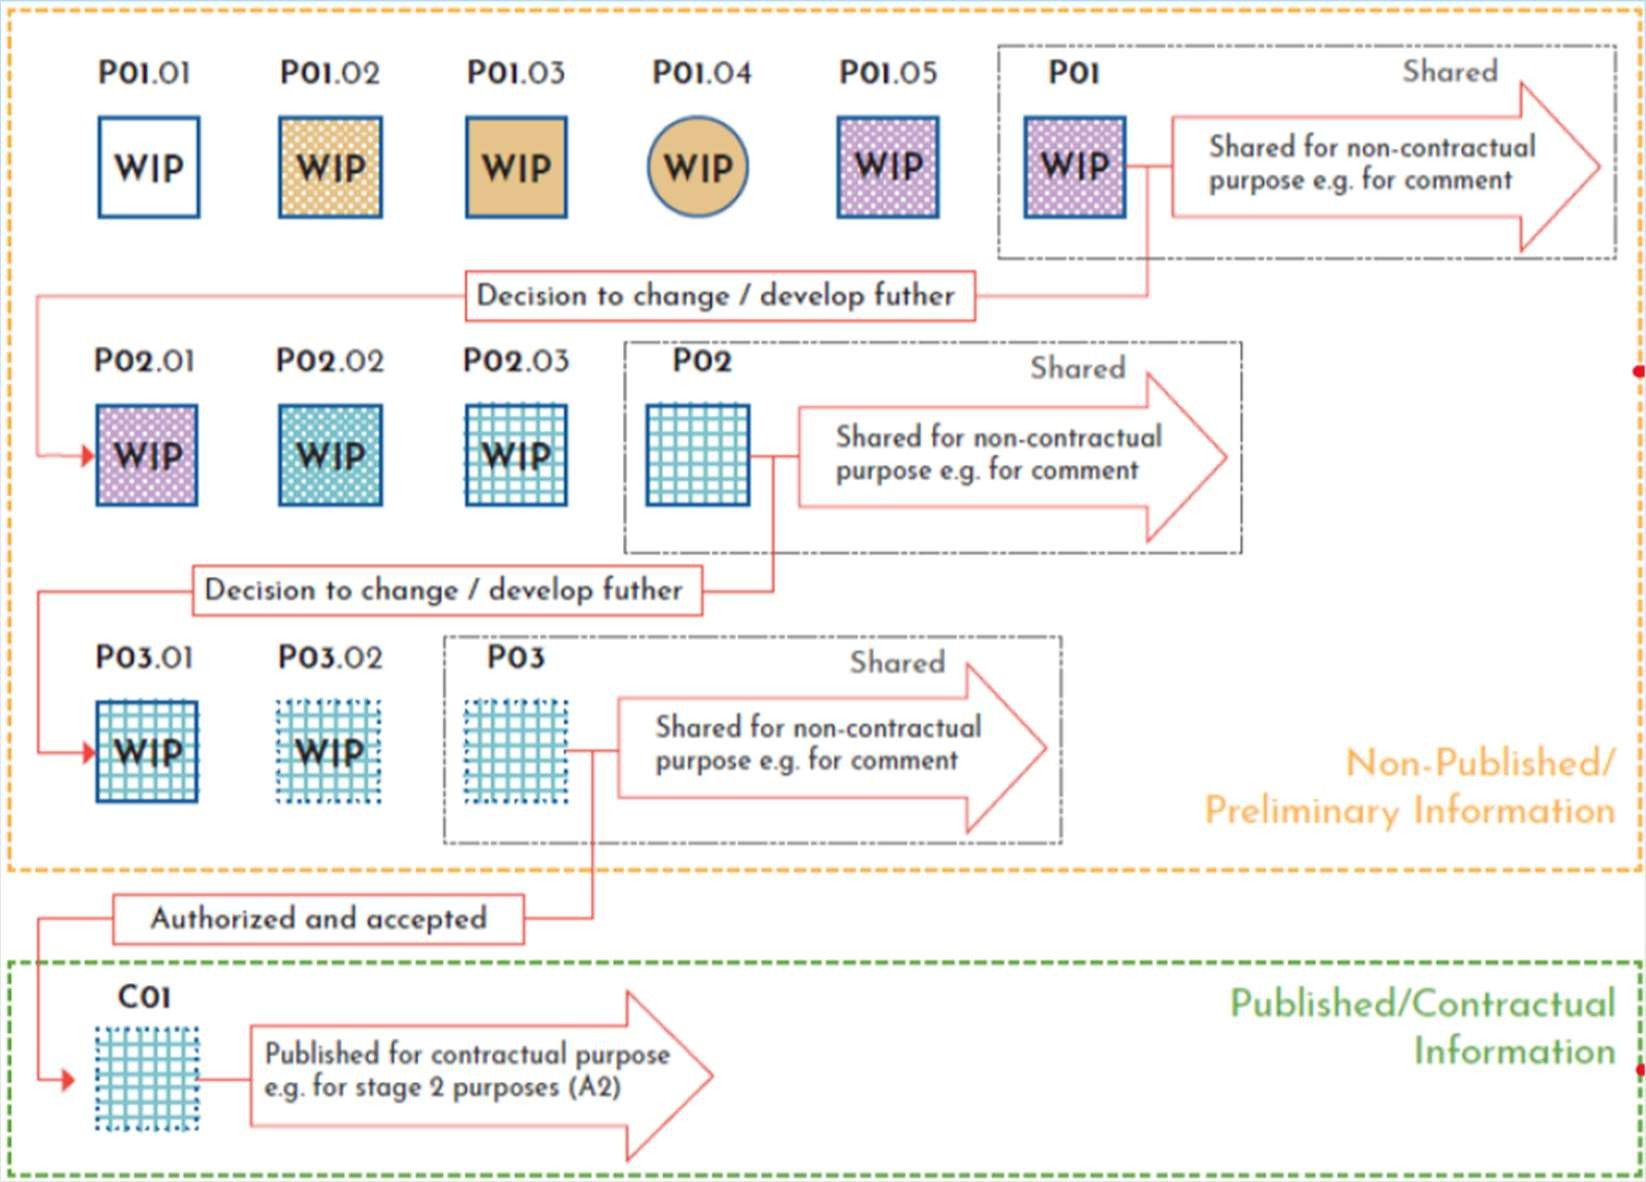 P01.01 P01.02 P01.03 P01.04 P01.05 P01 Shared
WIP WIP WIP WIP WIP WIP
Shared for non-contractual
purpose e.g. for comment
Decision to change / develop futher
P02.01 P02.02 P02.03 P02 Shared
WIP WIP WIP
Shared for non-contractual
purpose e.g. for comment
Decision to change / develop futher
P03.01 P03.02 P03 Shared
WIP WIP
Shared for non-contractual
purpose e.g. for comment
Non-Published/
Preliminary Information
Authorized and accepted
C01
Published for contractual purpose
e.g. for stage 2 purposes (A2)
Published/Contractual
Information